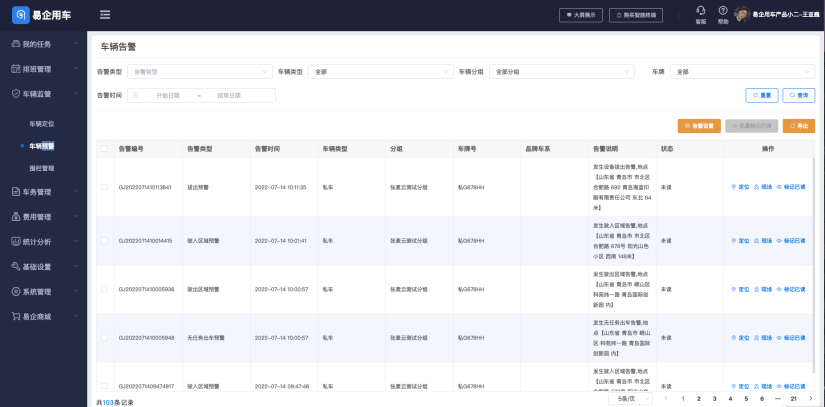 易企用车
大屏展示
购买智能终端
客服
帮助
易企用车产品小二-王亚巍
我的任务
排班管理
车辆监管
车辆定位
车辆预警
围栏管理
车务管理
费用管理
统计分析
基础设置
系统管理
易企商城
车辆告警
告警类型 告警类型 车辆类型 全部 车辆分组 全部分组 车牌 全部
告警时间 开始日期 ~ 结束日期 重置 查询
告警设置 批量标记已读 导出
告警编号 告警类型 告警时间 车辆类型 分组 车牌号 品牌车系 告警说明 状态 操作
GJ2022071410113641 拔出预警 2022-07-14 10:11:35 私车 张素云测试分组 私G678HH 未读 定位 现场 标记已读
发生设备拔出告警,地点
【山东省 青岛市 市北区
合肥路 692 青岛海蓝印
刷有限责任公司 东北 64
米】
GJ2022071410014415 驶入区域预警 2022-07-14 10:01:41 私车 张素云测试分组 私G678HH 未读 定位 现场 标记已读
发生驶入区域告警,地点
【山东省 青岛市 市北区
合肥路 678号 阳光山色
小区 西南 146米】
GJ2022071410005936 驶出区域预警 2022-07-14 10:00:57 私车 张素云测试分组 私G678HH 未读 定位 现场 标记已读
发生驶出区域告警,地点
【山东省 青岛市 崂山区
科苑纬一路 青岛国际创
新园 内】
GJ2022071410005948 无任务出车预警 2022-07-14 10:00:57 私车 张素云测试分组 私G678HH 未读 定位 现场 标记已读
发生无任务出车告警,地
点【山东省 青岛市 崂山
区 科苑纬一路 青岛国际
创新园 内】
GJ2022071409474917 驶入区域预警 2022-07-14 09:47:46 私车 张素云测试分组 私G678HH 未读 定位 现场 标记已读
发生驶入区域告警,地点
【山东省 青岛市 市北区
共103条记录 5条/页 1 2 3 4 5 6 21